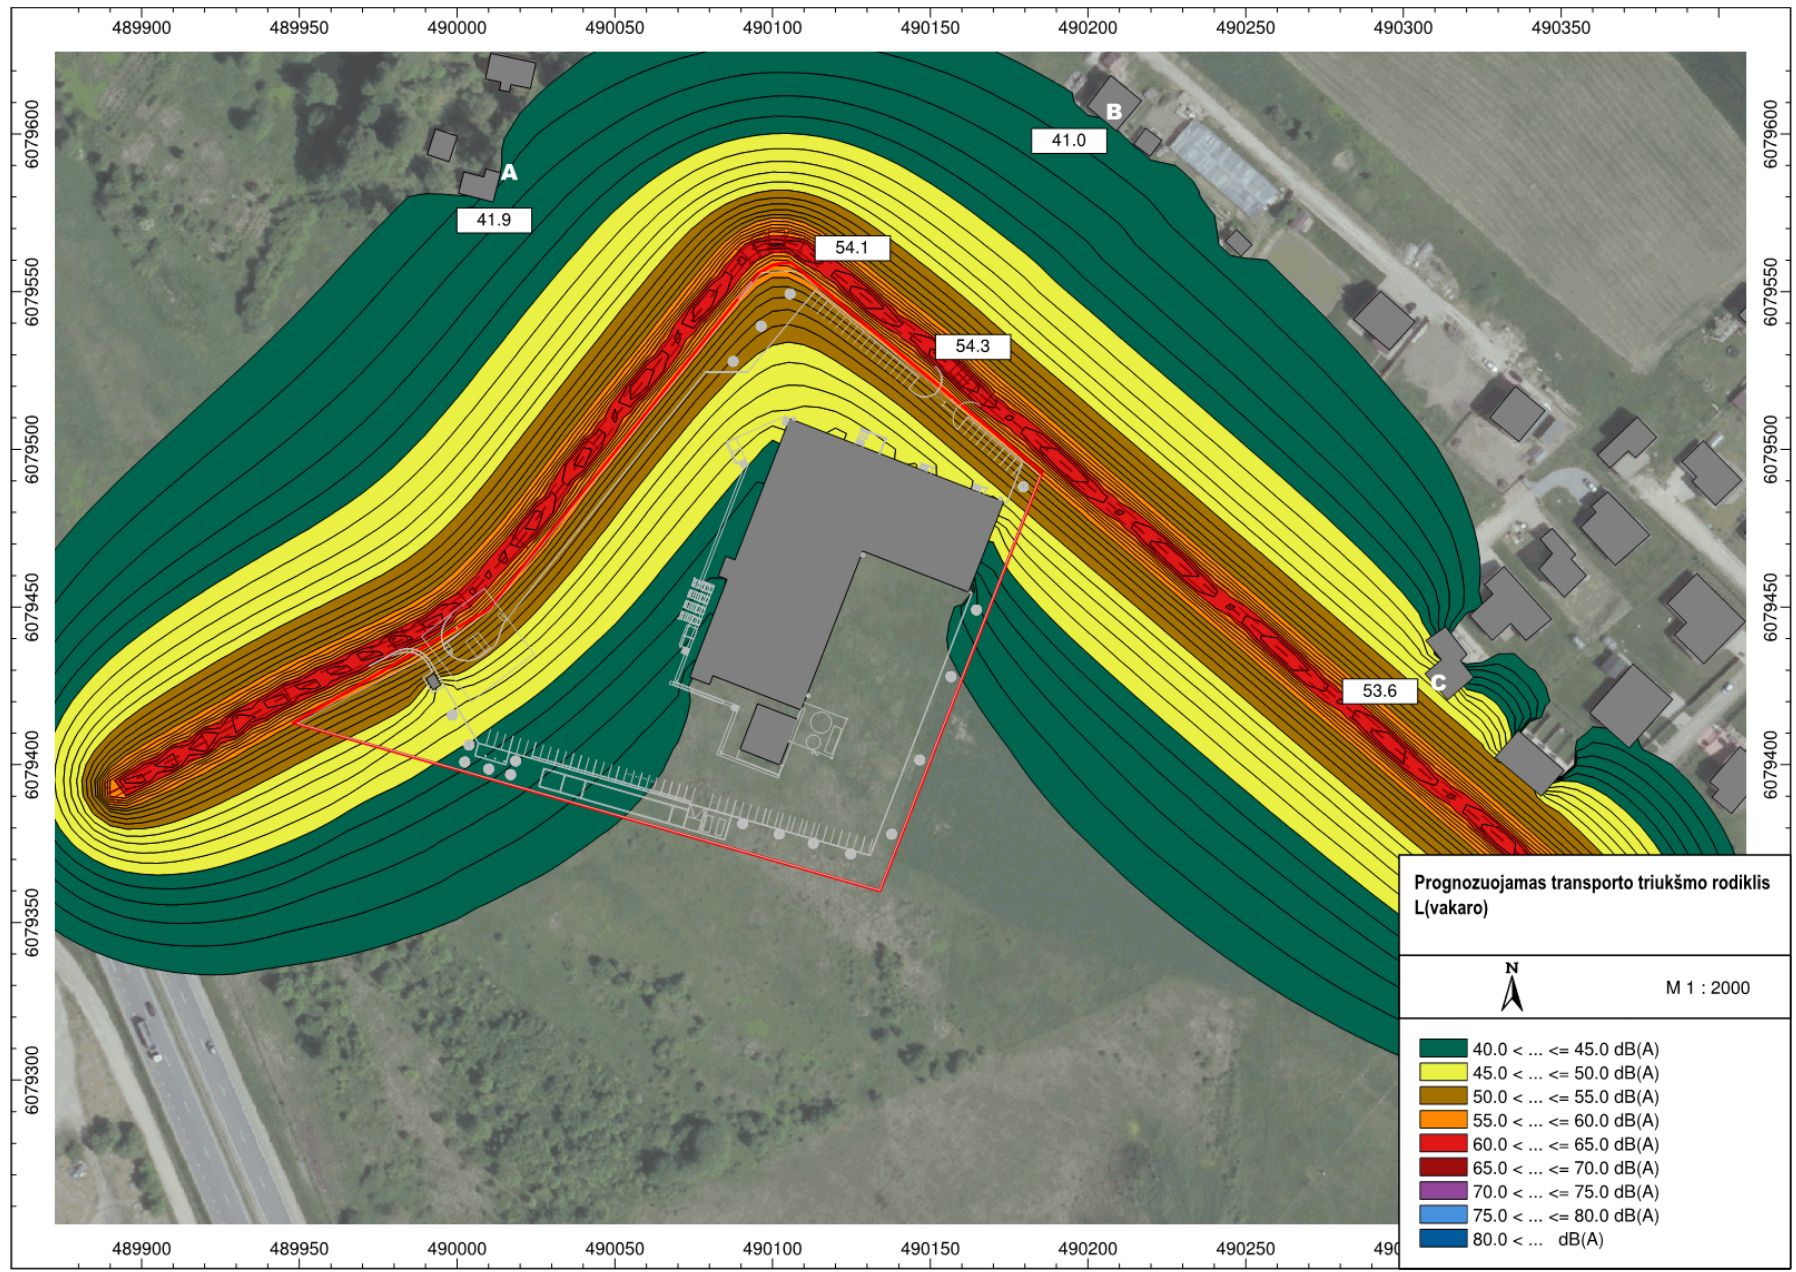 489900 489950 490000 490050 490100 490150 490200 490250 490300 490350
6079600 6079600
B
41.0
A
41.9
54.1
6079550 6079550
54.3
6079500 6079500
6079450 6079450
C
53.6
6079400 6079400
6079350
6079300
Prognozuojamas transporto triukšmo rodiklis
L(vakaro)
N
M 1 : 2000
40.0 < ... <= 45.0 dB(A)
45.0 < ... <= 50.0 dB(A)
50.0 < ... <= 55.0 dB(A)
55.0 < ... <= 60.0 dB(A)
60.0 < ... <= 65.0 dB(A)
65.0 < ... <= 70.0 dB(A)
70.0 < ... <= 75.0 dB(A)
75.0 < ... <= 80.0 dB(A)
80.0 < ... dB(A)
489900 489950 490000 490050 490100 490150 490200 490250